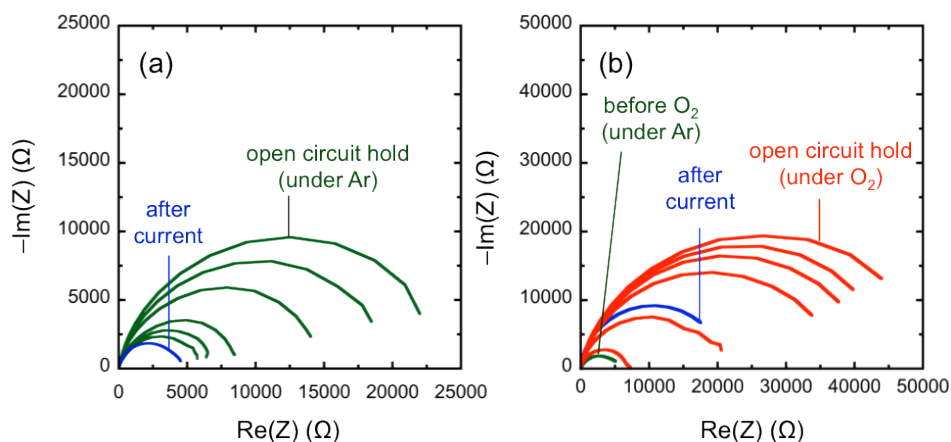 (a)
25000
20000
15000
10000
5000
0
–Im(Z) (Ω)
open circuit hold
(under Ar)
after
current
0 5000 10000 15000 20000 25000
Re(Z) (Ω)
(b)
50000
40000
30000
20000
10000
0
–Im(Z) (Ω)
before O₂
(under Ar)
after
current
open circuit hold
(under O₂)
0 10000 20000 30000 40000 50000
Re(Z) (Ω)